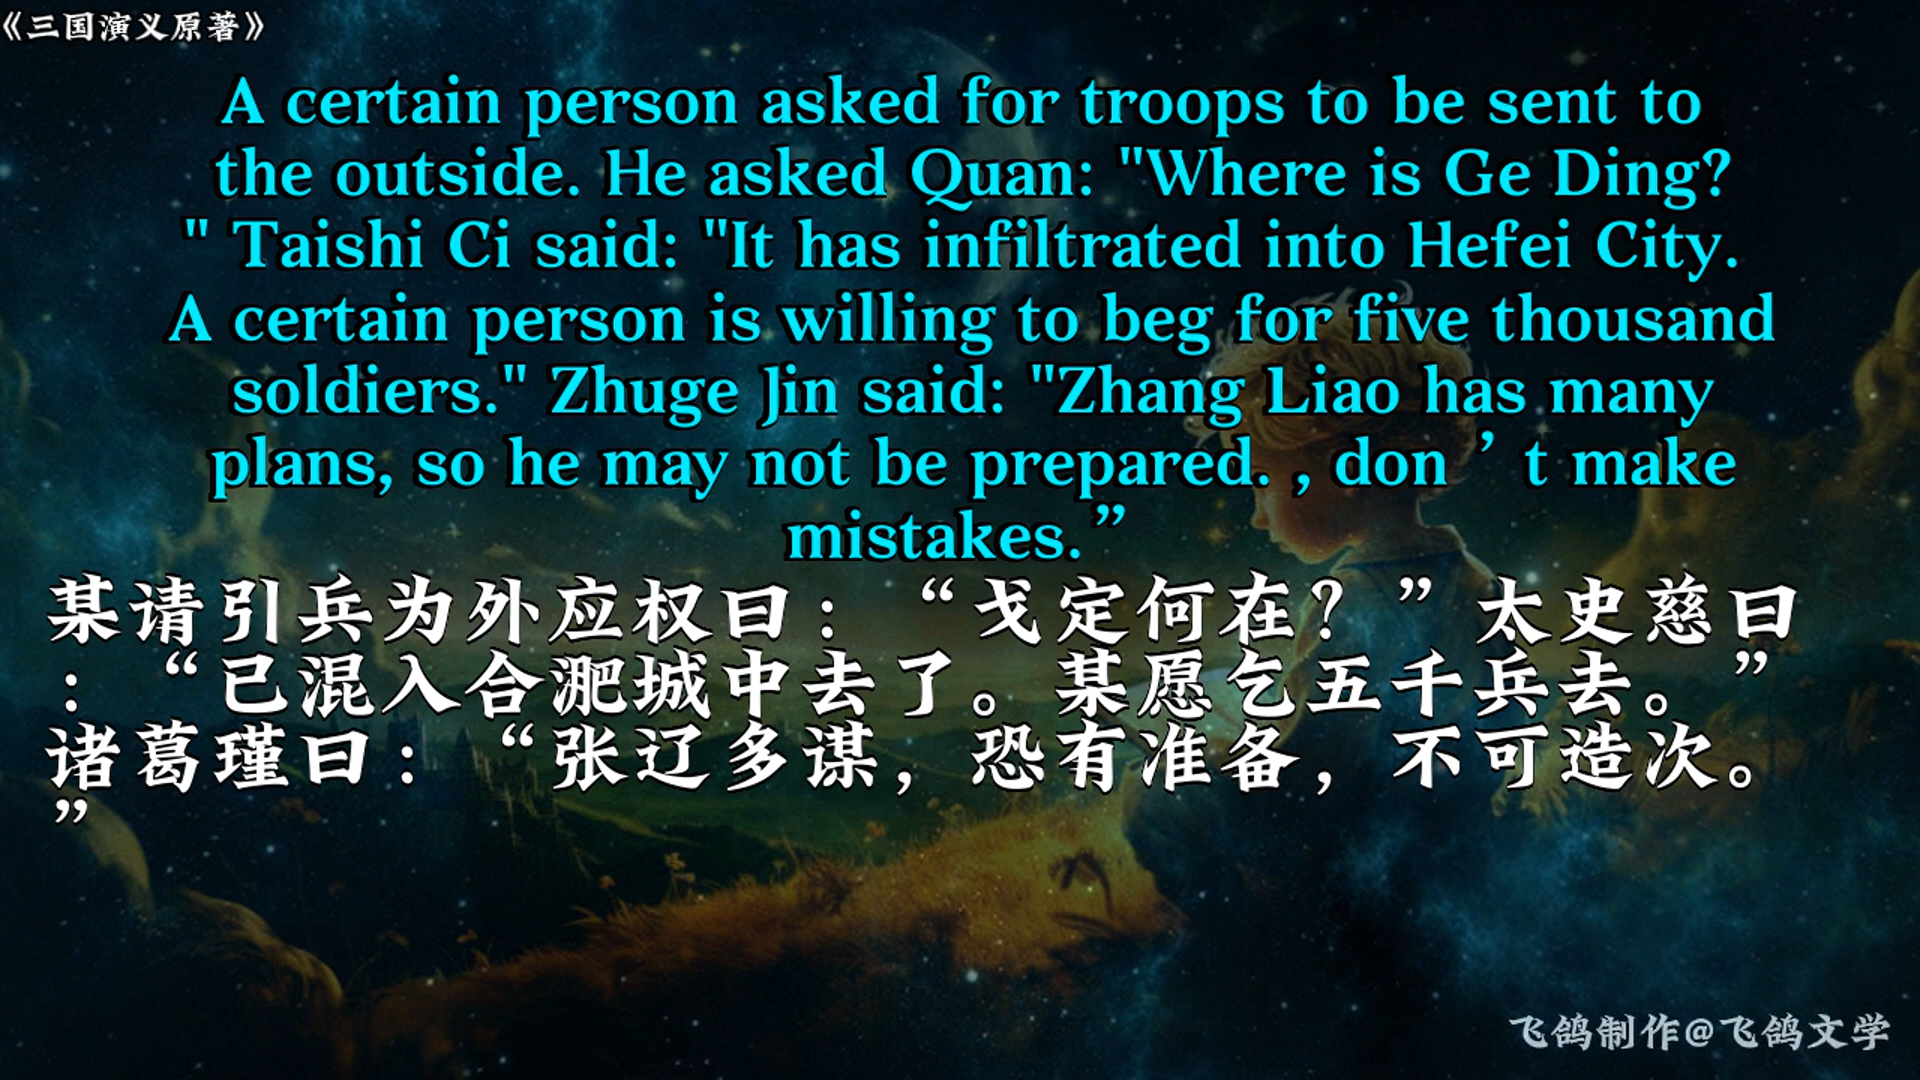 《三国演义原著》
A certain person asked for troops to be sent to
the outside. He asked Quan: "Where is Ge Ding?
" Taishi Ci said: "It has infiltrated into Hefei City.
A certain person is willing to beg for five thousand
soldiers." Zhuge Jin said: "Zhang Liao has many
plans, so he may not be prepared. , don ’ t make
mistakes.”
某请引兵为外应权曰：“戈定何在？”太史慈曰
：“已混入合淝城中去了。某愿乞五千兵去。”
诸葛瑾曰：“张辽多谋，恐有准备，不可造次。
”
飞鸽制作@飞鸽文学